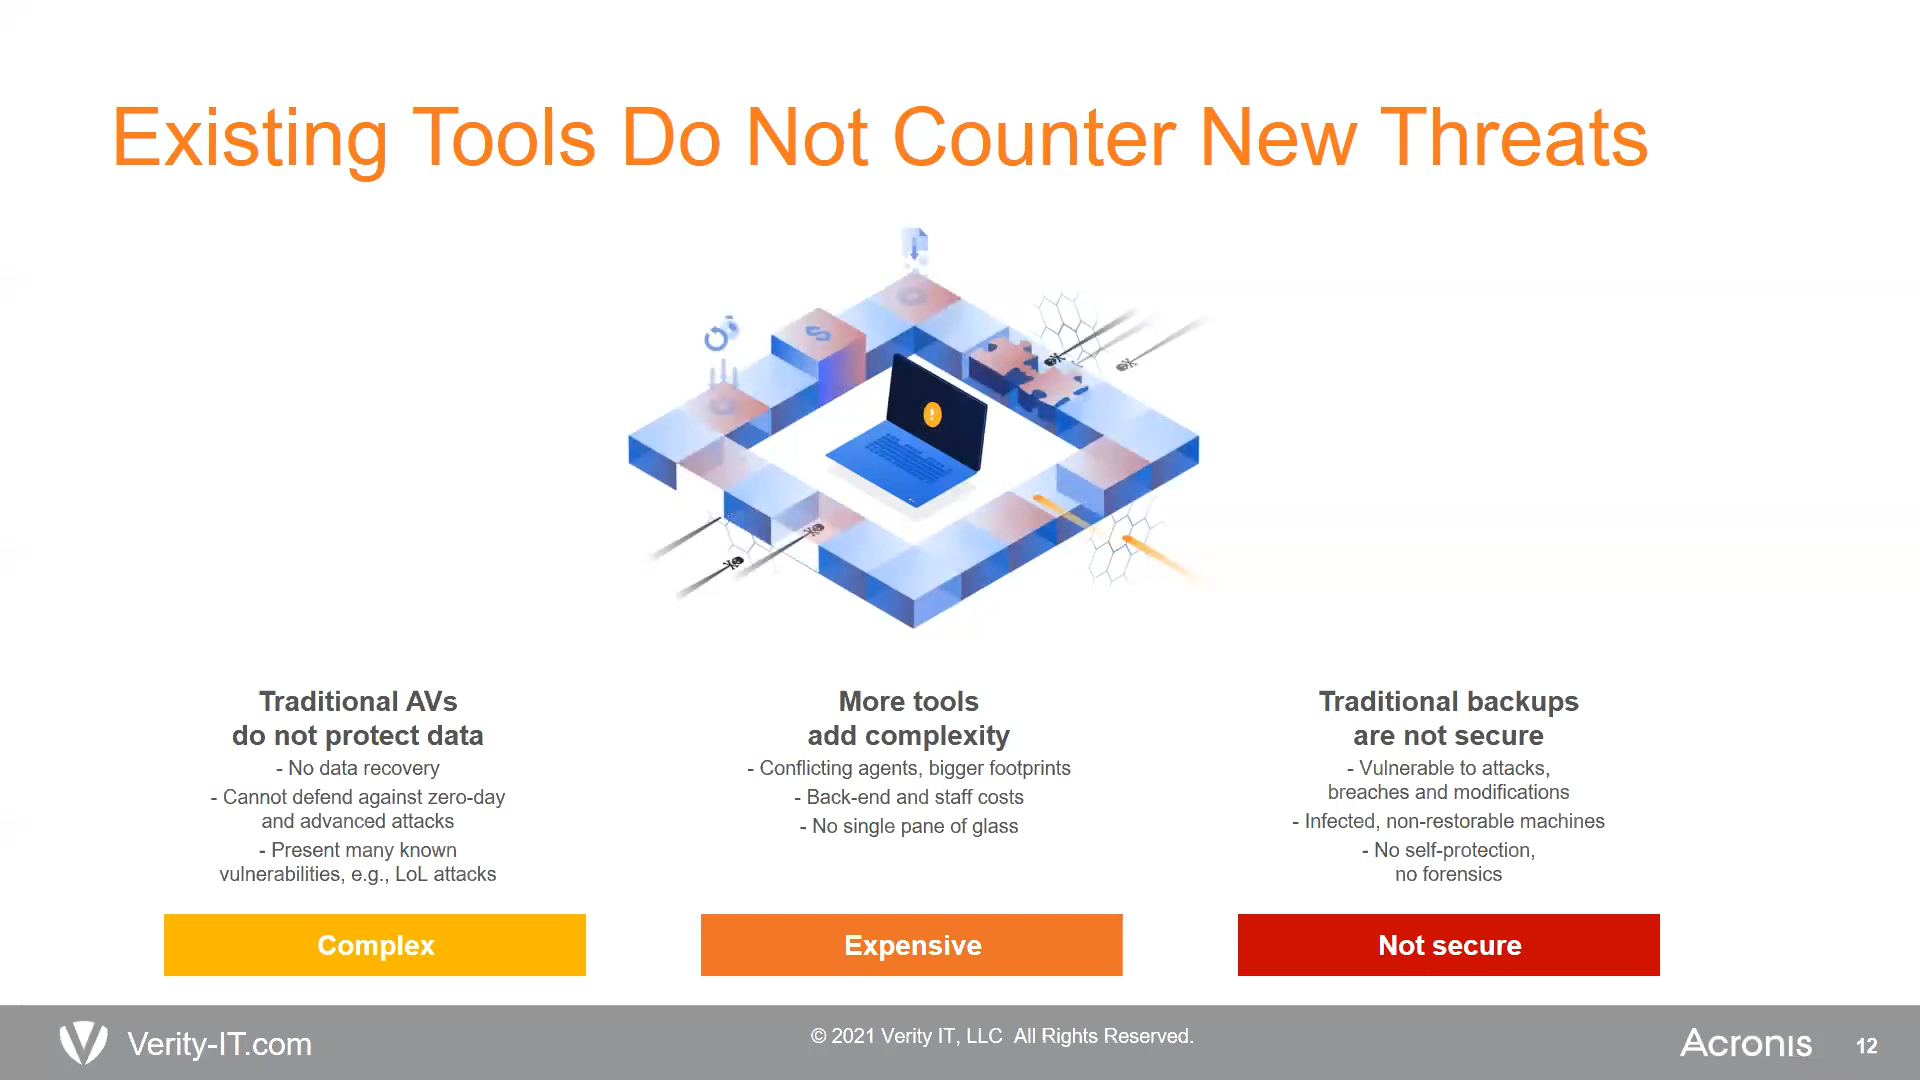 Existing Tools Do Not Counter New Threats
$
!
Traditional AVs
do not protect data
- No data recovery
- Cannot defend against zero-day
and advanced attacks
- Present many known
vulnerabilities, e.g., LoL attacks
Complex
More tools
add complexity
- Conflicting agents, bigger footprints
- Back-end and staff costs
- No single pane of glass
Expensive
Traditional backups
are not secure
- Vulnerable to attacks,
breaches and modifications
- Infected, non-restorable machines
- No self-protection,
no forensics
Not secure
Verity-IT.com
© 2021 Verity IT, LLC  All Rights Reserved.
Acronis
12